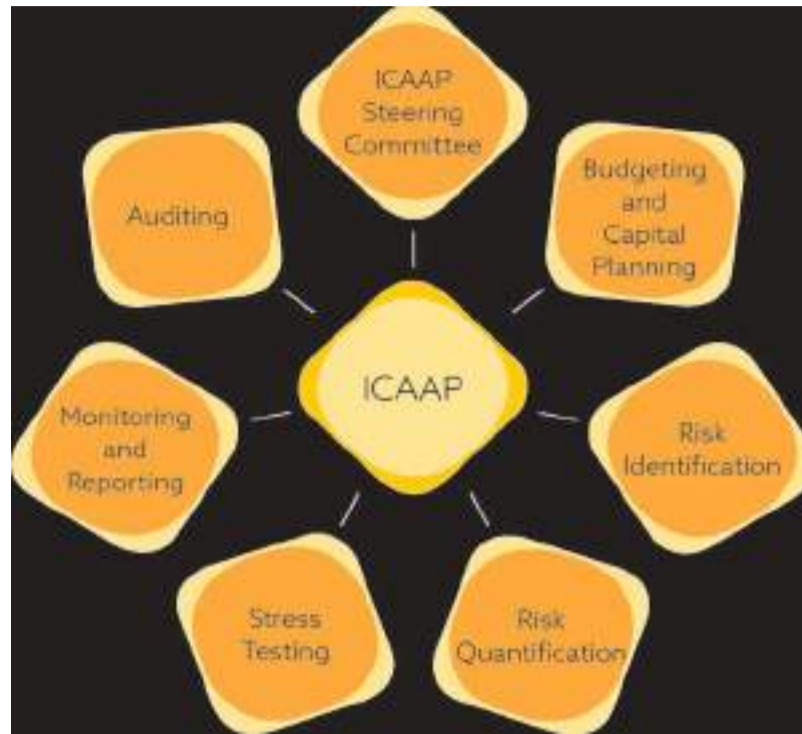 ICAAP
Steering
Committee
Budgeting
and
Capital
Planning
Auditing
ICAAP
Risk
Identification
Monitoring
and
Reporting
Stress
Testing
Risk
Quantification